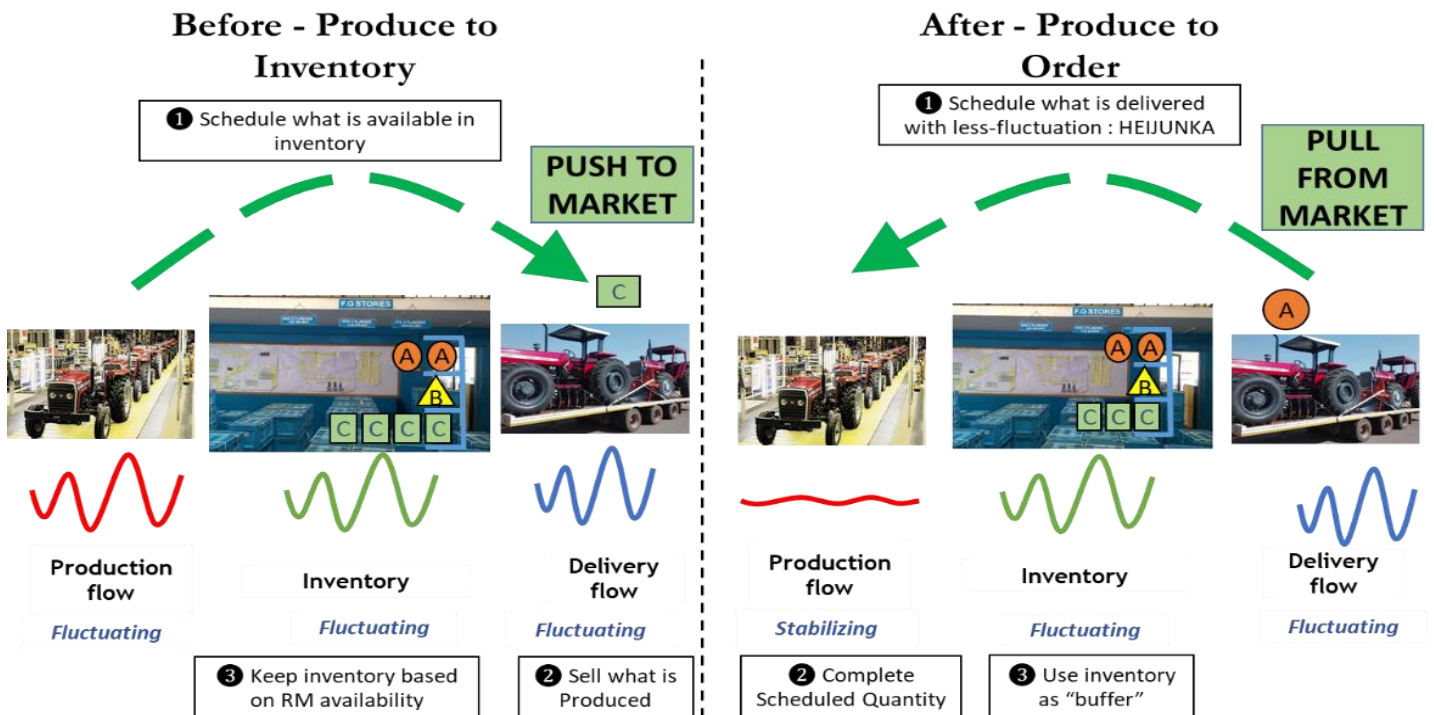 Before - Produce to
Inventory
❶ Schedule what is available in
inventory
PUSH TO
MARKET
C
F.G STORES
A A
B
C C C C
Production
flow
Inventory
Delivery
flow
Fluctuating
Fluctuating
Fluctuating
❸ Keep inventory based
on RM availability
❷ Sell what is
Produced
After - Produce to
Order
❶ Schedule what is delivered
with less-fluctuation : HEIJUNKA
PULL
FROM
MARKET
A
F.G STORES
A A
B
C C C
Production
flow
Inventory
Delivery
flow
Stabilizing
Fluctuating
Fluctuating
❷ Complete
Scheduled Quantity
❸ Use inventory
as “buffer”